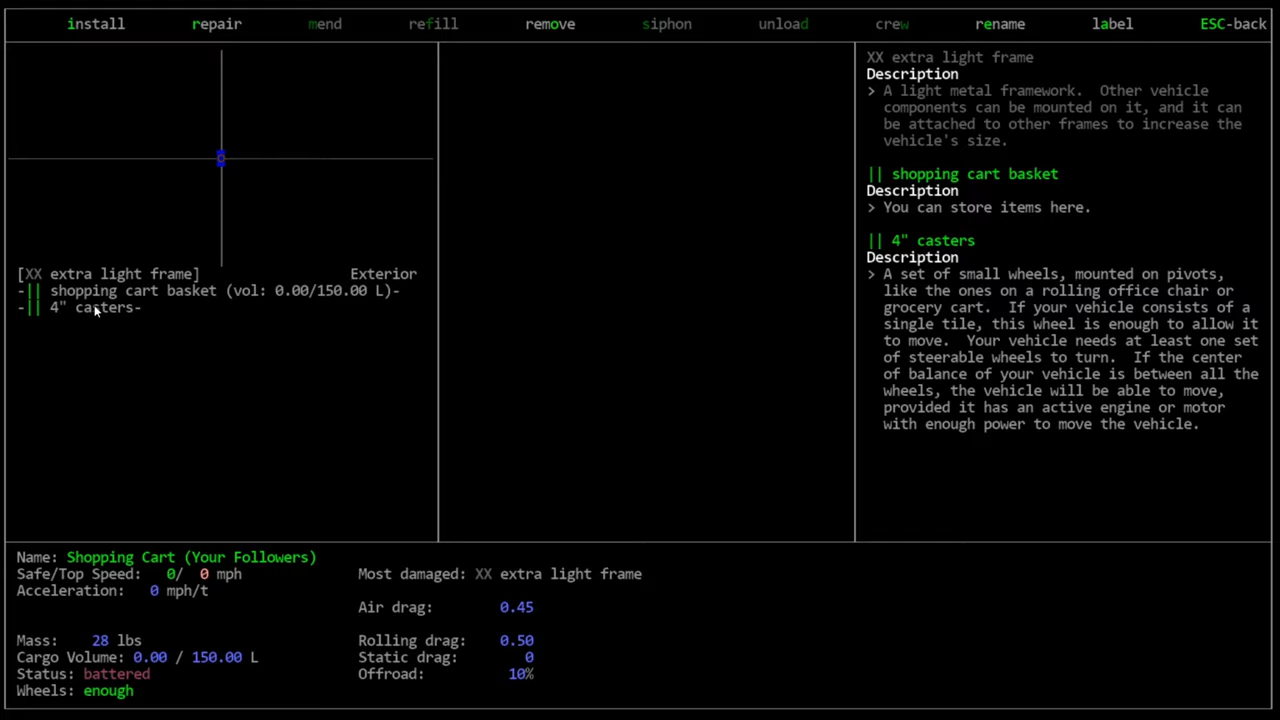 install repair mend refill remove siphon unload crew rename label ESC-back
[XX extra light frame] Exterior
-|| shopping cart basket (vol: 0.00/150.00 L)-
-|| 4" casters-
XX extra light frame
Description
> A light metal framework. Other vehicle
components can be mounted on it, and it can
be attached to other frames to increase the
vehicle's size.
|| shopping cart basket
Description
> You can store items here.
|| 4" casters
Description
> A set of small wheels, mounted on pivots,
like the ones on a rolling office chair or
grocery cart. If your vehicle consists of a
single tile, this wheel is enough to allow it
to move. Your vehicle needs at least one set
of steerable wheels to turn. If the center
of balance of your vehicle is between all the
wheels, the vehicle will be able to move,
provided it has an active engine or motor
with enough power to move the vehicle.
Name: Shopping Cart (Your Followers)
Safe/Top Speed: 0/ 0 mph
Acceleration: 0 mph/t
Mass: 28 lbs
Cargo Volume: 0.00 / 150.00 L
Status: battered
Wheels: enough
Most damaged: XX extra light frame
Air drag: 0.45
Rolling drag: 0.50
Static drag: 0
Offroad: 10%